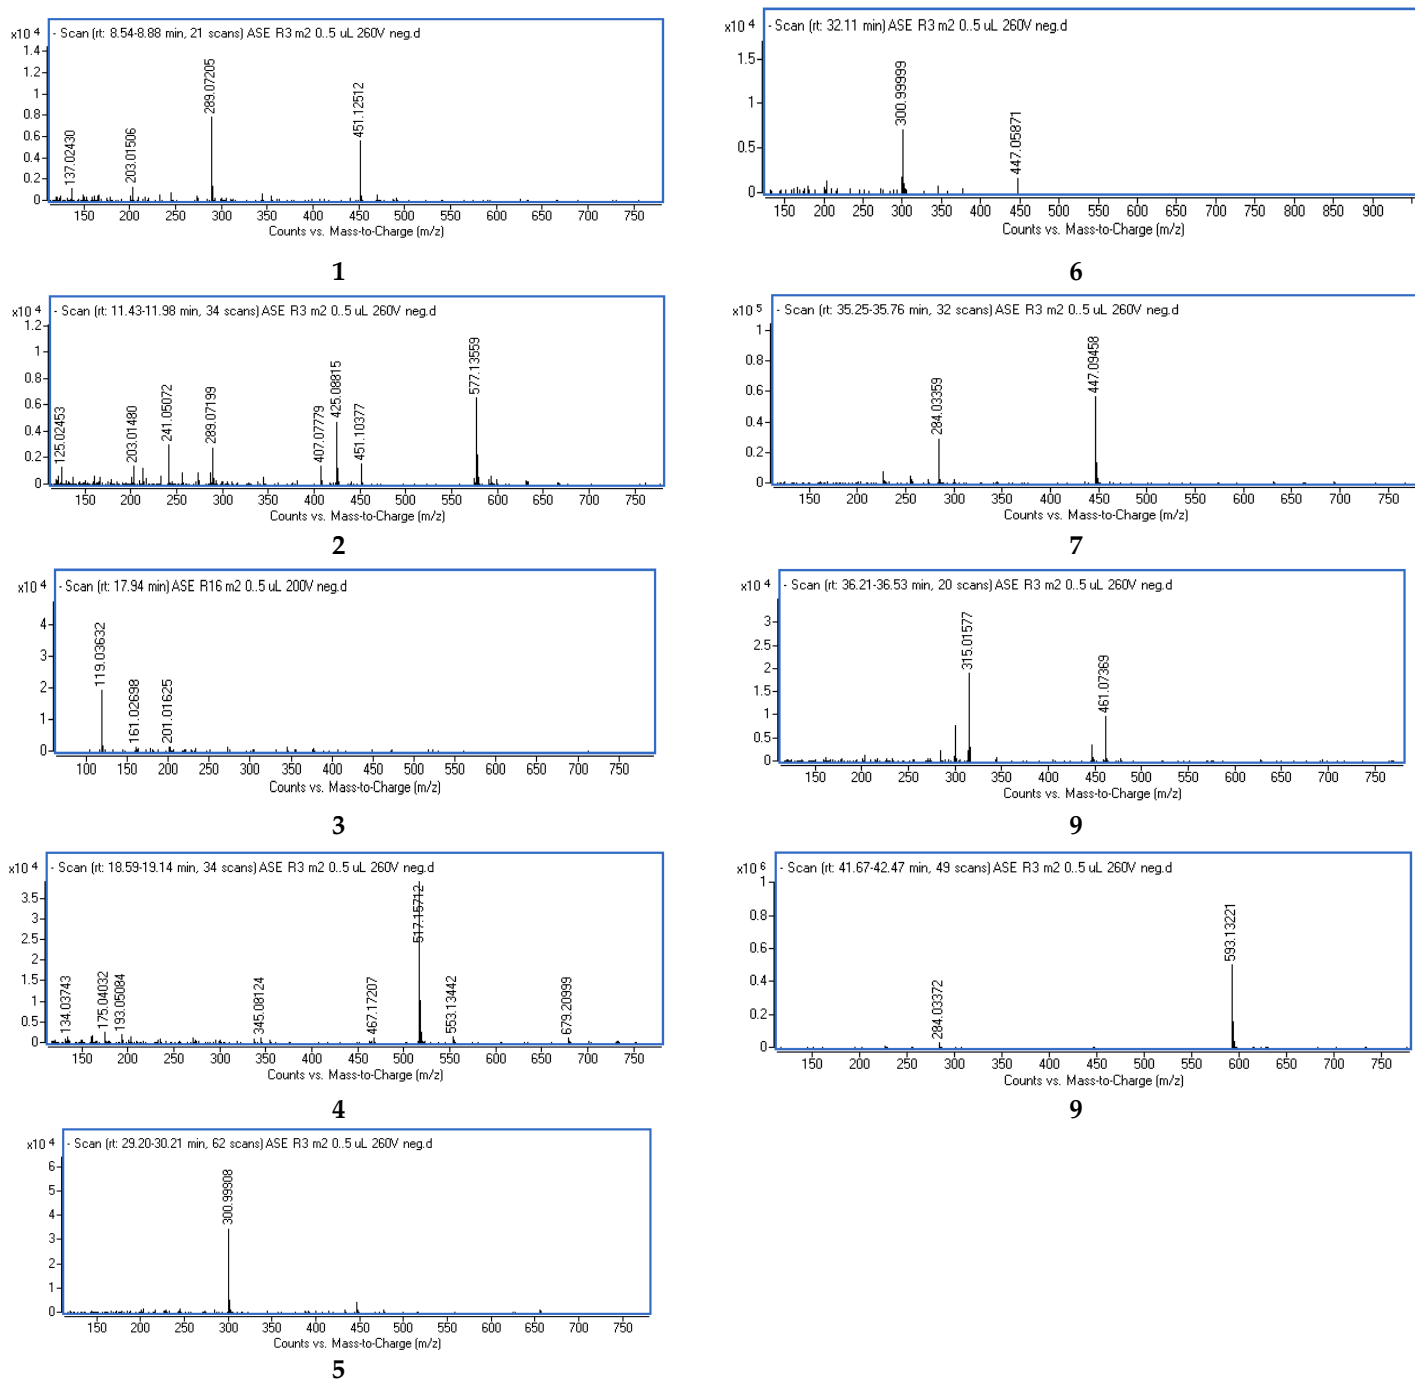 x10 4
- Scan (rt: 8.54-8.88 min, 21 scans) ASE R3 m2 0..5 uL 260V neg.d
1.4
1.2
1
0.8
0.6
0.4
0.2
0
137.02430
203.01506
289.07205
451.12512
150 200 250 300 350 400 450 500 550 600 650 700 750
Counts vs. Mass-to-Charge (m/z)
1
x10 4
- Scan (rt: 11.43-11.98 min, 34 scans) ASE R3 m2 0..5 uL 260V neg.d
1.2
1
0.8
0.6
0.4
0.2
0
125.02453
203.01480
241.05072
289.07199
407.07779
425.08815
451.10377
577.13559
150 200 250 300 350 400 450 500 550 600 650 700 750
Counts vs. Mass-to-Charge (m/z)
2
x10 4
- Scan (rt: 17.94 min) ASE R16 m2 0..5 uL 200V neg.d
4
3
2
1
0
119.03632
161.02698
201.01625
100 150 200 250 300 350 400 450 500 550 600 650 700 750
Counts vs. Mass-to-Charge (m/z)
3
x10 4
- Scan (rt: 18.59-19.14 min, 34 scans) ASE R3 m2 0..5 uL 260V neg.d
3.5
3
2.5
2
1.5
1
0.5
0
134.03743
175.04032
193.05084
345.08124
467.17207
517.15712
553.13442
679.20999
150 200 250 300 350 400 450 500 550 600 650 700 750
Counts vs. Mass-to-Charge (m/z)
4
x10 4
- Scan (rt: 29.20-30.21 min, 62 scans) ASE R3 m2 0..5 uL 260V neg.d
6
5
4
3
2
1
0
300.99908
150 200 250 300 350 400 450 500 550 600 650 700 750
Counts vs. Mass-to-Charge (m/z)
5
x10 4
- Scan (rt: 32.11 min) ASE R3 m2 0..5 uL 260V neg.d
1.5
1
0.5
0
300.99999
447.05871
150 200 250 300 350 400 450 500 550 600 650 700 750 800 850 900
Counts vs. Mass-to-Charge (m/z)
6
x10 5
- Scan (rt: 35.25-35.76 min, 32 scans) ASE R3 m2 0..5 uL 260V neg.d
1
0.8
0.6
0.4
0.2
0
284.03359
447.09458
150 200 250 300 350 400 450 500 550 600 650 700 750
Counts vs. Mass-to-Charge (m/z)
7
x10 4
- Scan (rt: 36.21-36.53 min, 20 scans) ASE R3 m2 0..5 uL 260V neg.d
3
2.5
2
1.5
1
0.5
0
315.01577
461.07369
150 200 250 300 350 400 450 500 550 600 650 700 750
Counts vs. Mass-to-Charge (m/z)
9
x10 6
- Scan (rt: 41.67-42.47 min, 49 scans) ASE R3 m2 0..5 uL 260V neg.d
1
0.8
0.6
0.4
0.2
0
284.03372
593.13221
150 200 250 300 350 400 450 500 550 600 650 700 750
Counts vs. Mass-to-Charge (m/z)
9